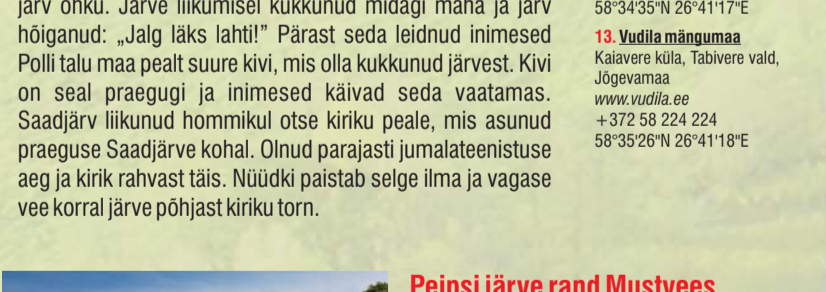 järv õhku. Järve liikumisel kukkunud midagi maha ja järv
hõiganud: „Jalg läks lahti!” Pärast seda leidnud inimesed
Polli talu maa pealt suure kivi, mis olla kukkunud järvest. Kivi
on seal praegugi ja inimesed käivad seda vaatamas.
Saadjärv liikunud hommikul otse kiriku peale, mis asunud
praeguse Saadjärve kohal. Olnud parajasti jumalateenistuse
aeg ja kirik rahvast täis. Nüüdki paistab selge ilma ja vagase
vee korral järve põhjast kiriku torn.
58°34'35"N 26°41'17"E
13. Vudila mängumaa
Kaiavere küla, Tabivere vald,
Jõgevamaa
www.vudila.ee
+372 58 224 224
58°35'26"N 26°41'18"E
Peipsi järve rand Mustvees